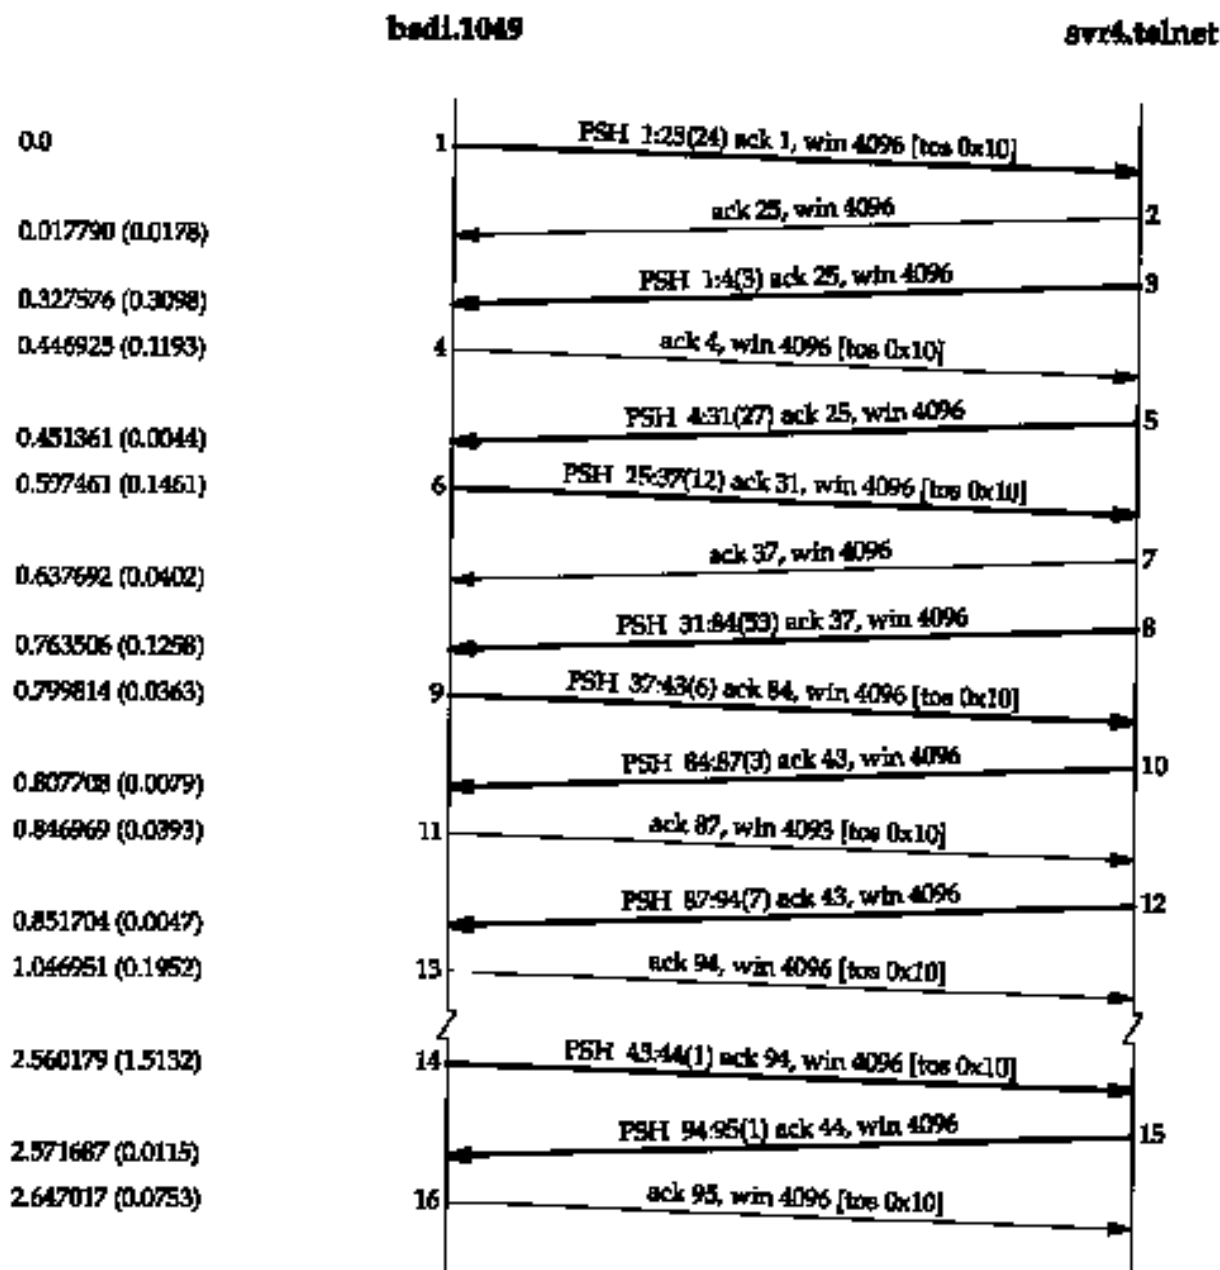 bsdi.1049 svr4.telnet
0.0 1 PSH 1:25(24) ack 1, win 4096 [tos 0x10]
0.017790 (0.0178) ack 25, win 4096 2
0.327576 (0.3098) PSH 1:4(3) ack 25, win 4096 3
0.446925 (0.1193) 4 ack 4, win 4096 [tos 0x10]
0.451361 (0.0044) PSH 4:31(27) ack 25, win 4096 5
0.597461 (0.1461) 6 PSH 25:37(12) ack 31, win 4096 [tos 0x10]
0.637692 (0.0402) ack 37, win 4096 7
0.763506 (0.1258) PSH 31:84(53) ack 37, win 4096 8
0.799814 (0.0363) 9 PSH 37:43(6) ack 84, win 4096 [tos 0x10]
0.807708 (0.0079) PSH 84:87(3) ack 43, win 4096 10
0.846969 (0.0393) 11 ack 87, win 4093 [tos 0x10]
0.851704 (0.0047) PSH 87:94(7) ack 43, win 4096 12
1.046951 (0.1952) 13 ack 94, win 4096 [tos 0x10]
2.560179 (1.5132) 14 PSH 43:44(1) ack 94, win 4096 [tos 0x10]
2.571687 (0.0115) PSH 94:95(1) ack 44, win 4096 15
2.647017 (0.0753) 16 ack 95, win 4096 [tos 0x10]